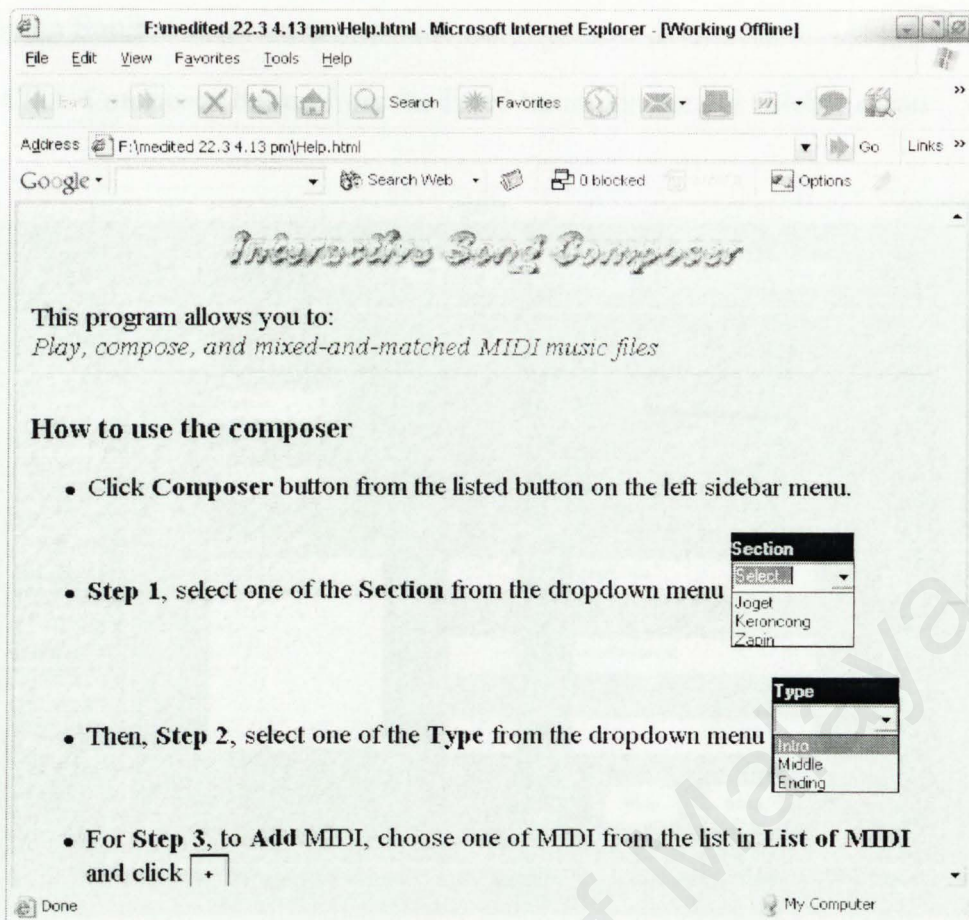 F:\medited 22.3 4.13 pm\Help.html - Microsoft Internet Explorer - [Working Offline]
File Edit View Favorites Tools Help
Back Search Favorites »
Address F:\medited 22.3 4.13 pm\Help.html Go Links »
Google Search Web 0 blocked Options
Interactive Song Composer
This program allows you to:
Play, compose, and mixed-and-matched MIDI music files
How to use the composer
• Click Composer button from the listed button on the left sidebar menu.
Section
Select...
• Step 1, select one of the Section from the dropdown menu
Joget
Keroncong
Zapin
Type
• Then, Step 2, select one of the Type from the dropdown menu
Intro
Middle
Ending
• For Step 3, to Add MIDI, choose one of MIDI from the list in List of MIDI
and click +
Done My Computer
of Malaya